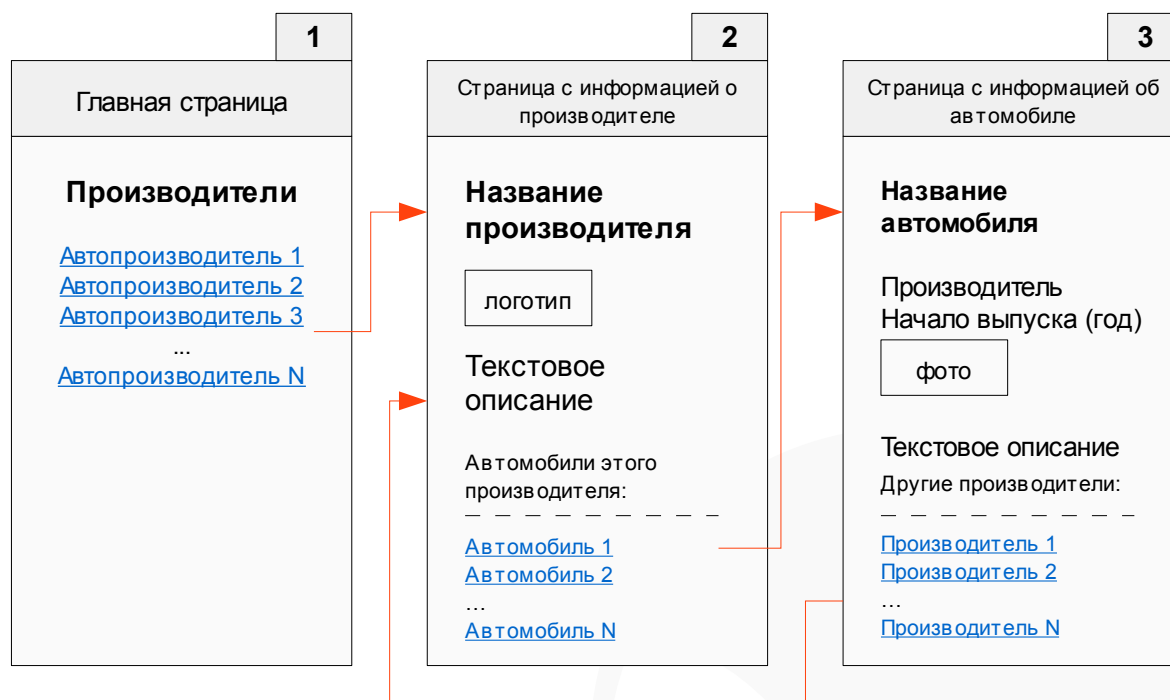 1
Главная страница
Производители
Автопроизводитель 1
Автопроизводитель 2
Автопроизводитель 3
...
Автопроизводитель N
2
Страница с информацией о
производителе
Название
производителя
логотип
Текстовое
описание
Автомобили этого
производителя:
Автомобиль 1
Автомобиль 2
...
Автомобиль N
3
Страница с информацией об
автомобиле
Название
автомобиля
Производитель
Начало выпуска (год)
фото
Текстовое описание
Другие производители:
Производитель 1
Производитель 2
...
Производитель N